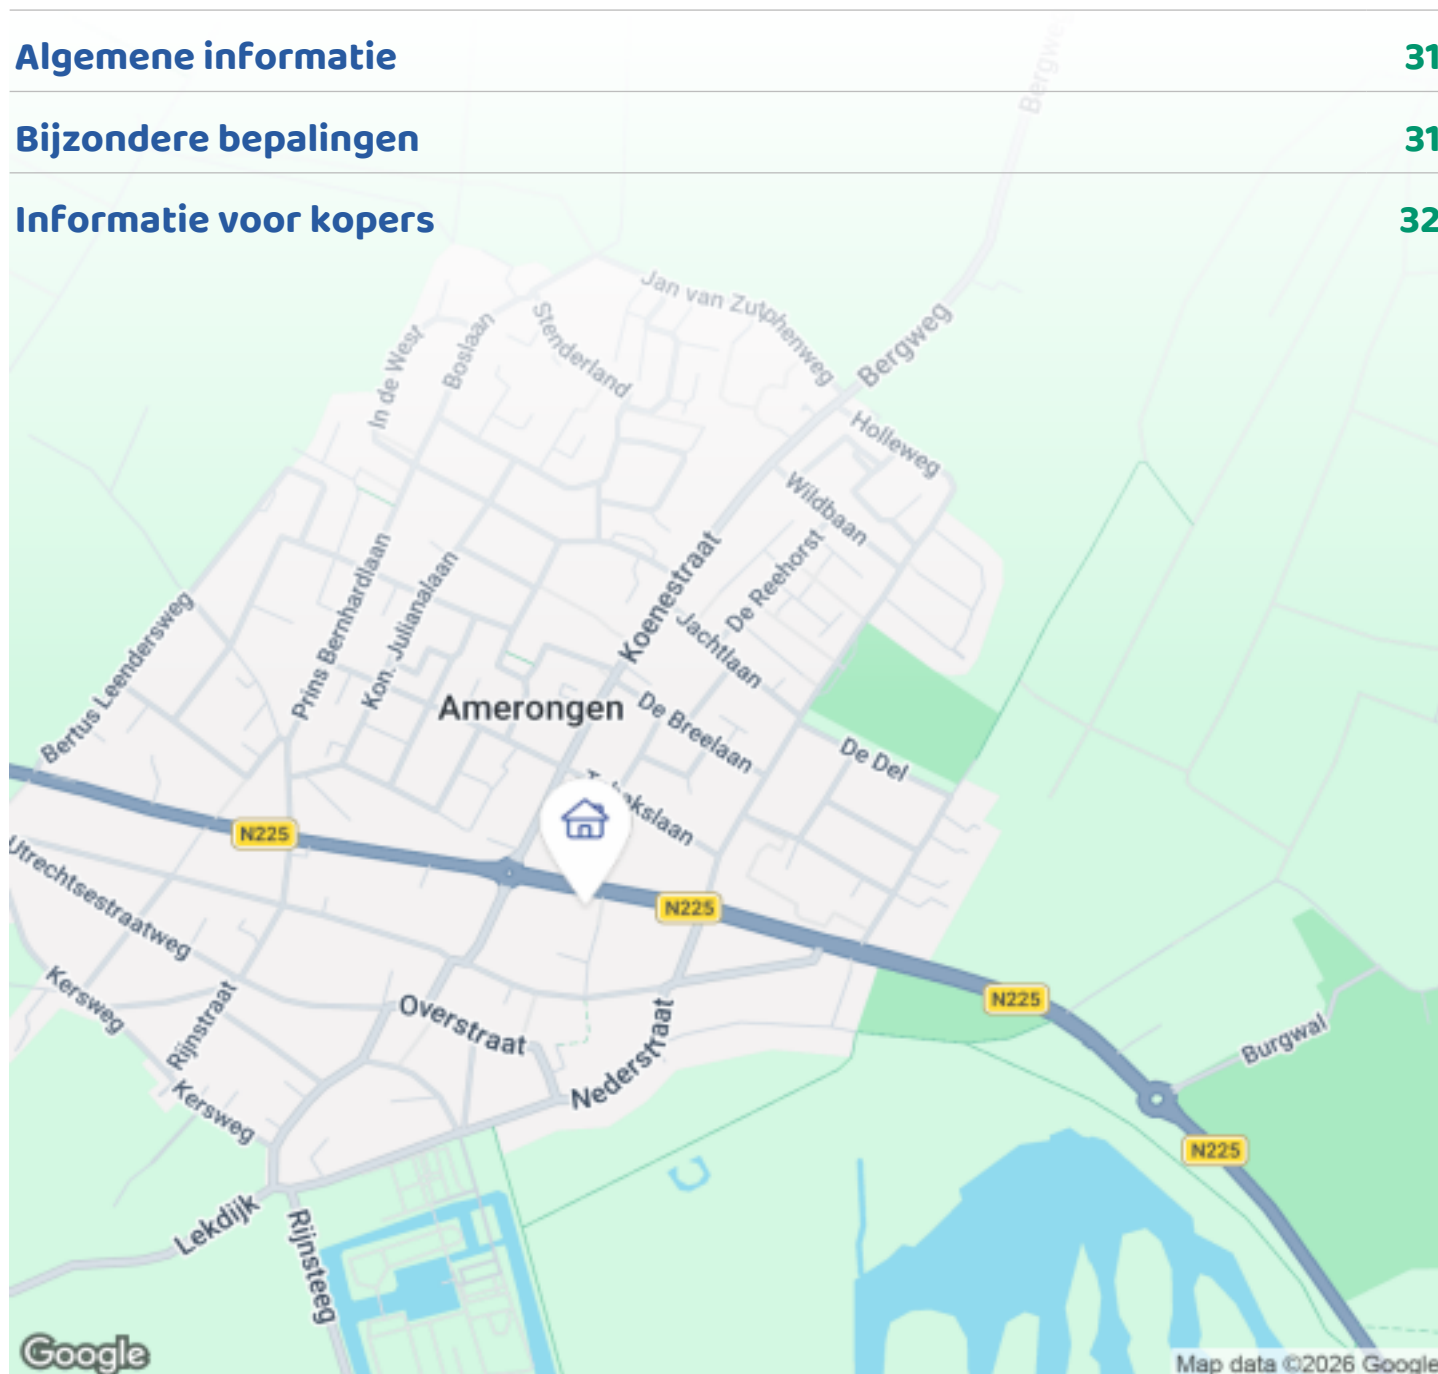 Algemene informatie 31
Bijzondere bepalingen 31
Informatie voor kopers 32
Bergweg
Jan van Zutphenweg
Stenderland
Boslaan
In de West
Bergweg
Holleweg
Wildbaan
De Reehorst
Koenestraat
Jachtlaan
Prins Bernhardlaan
Kon. Julianalaan
Bertus Leendersweg
Amerongen
De Breelaan
De Del
N225
N225
Utrechtsestraatweg
Kersweg
Rijnstraat
Overstraat
Nederstraat
N225
Burgwal
Kersweg
N225
Lekdijk
Rijnsteeg
Google
Map data ©2026 Google